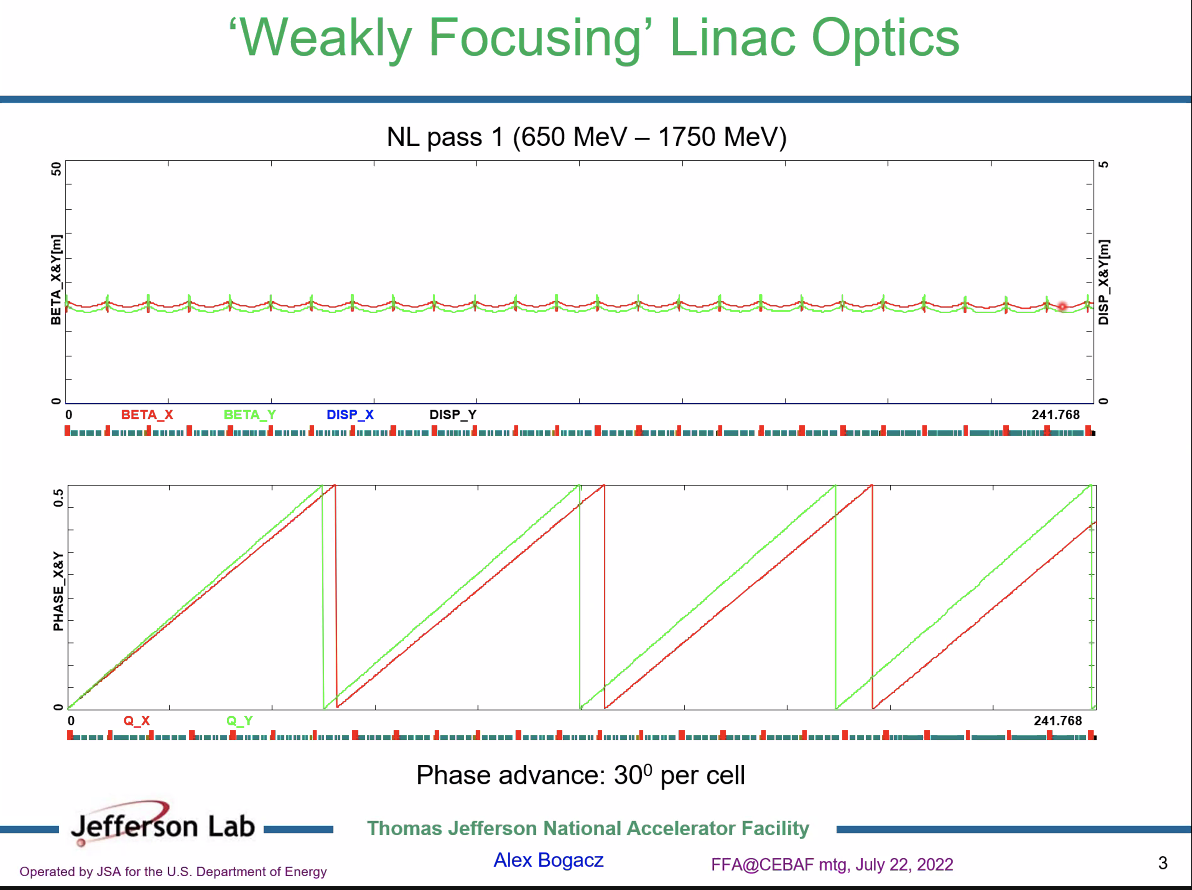 ‘Weakly Focusing’ Linac Optics
NL pass 1 (650 MeV – 1750 MeV)
50
5
BETA_X&Y[m]
DISP_X&Y[m]
0
0
0
BETA_X
BETA_Y
DISP_X
DISP_Y
241.768
0.5
PHASE_X&Y
0
0
Q_X
Q_Y
241.768
Phase advance: 30⁰ per cell
Jefferson Lab
Thomas Jefferson National Accelerator Facility
Alex Bogacz
FFA@CEBAF mtg, July 22, 2022
3
Operated by JSA for the U.S. Department of Energy